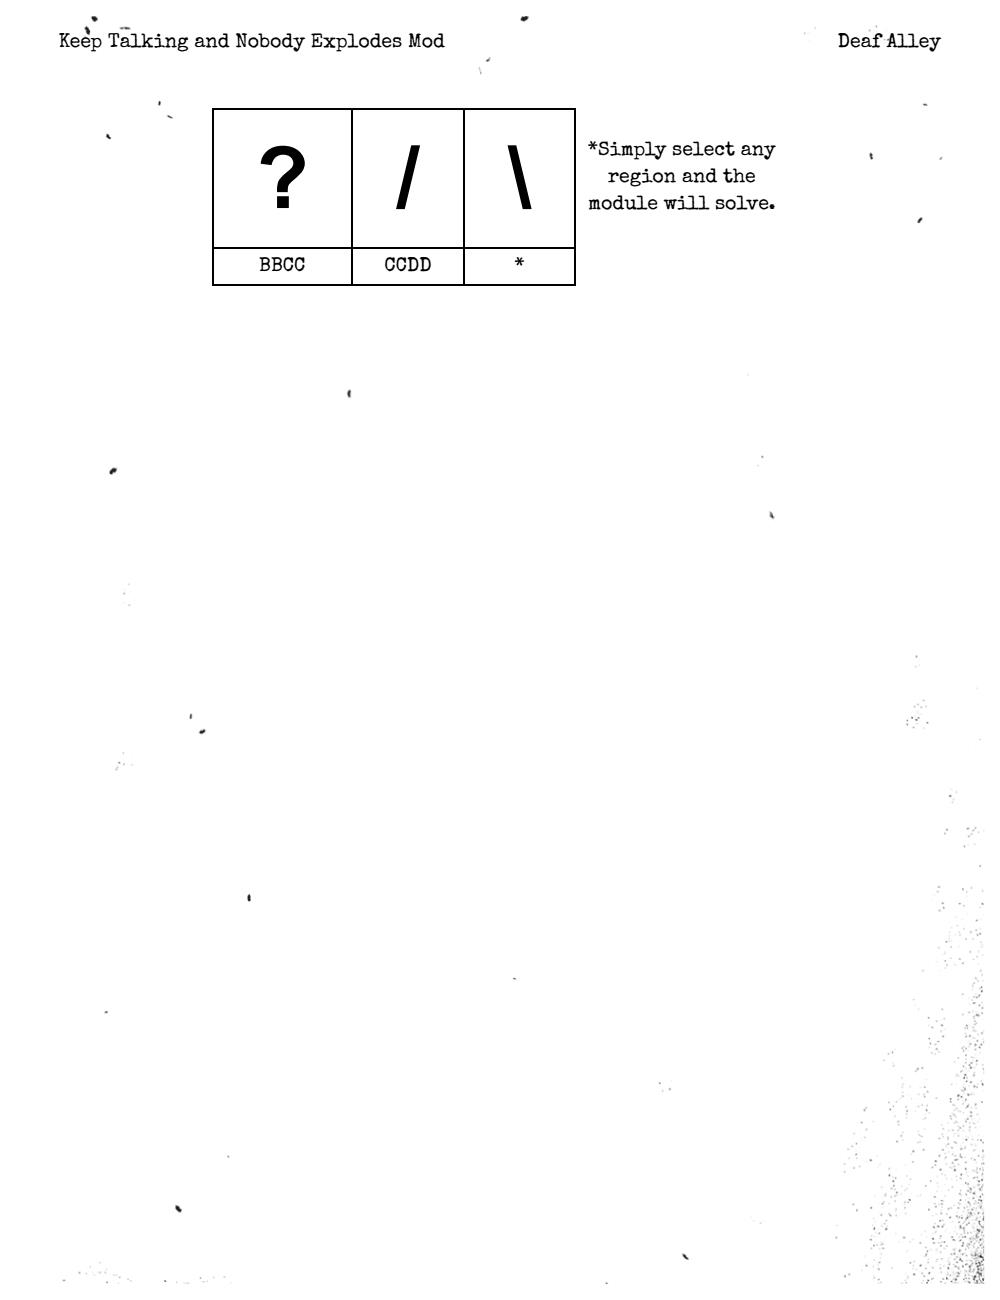 Keep Talking and Nobody Explodes Mod
Deaf Alley
? / \
BBCC CCDD *
*Simply select any
region and the
module will solve.